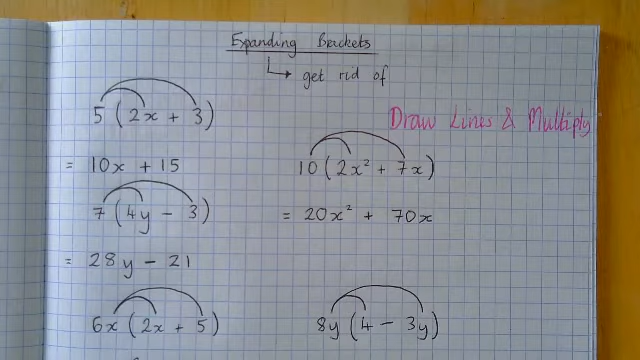 Expanding Brackets
↳ get rid of
5 (2x + 3)
= 10x + 15
7 (4y - 3)
= 28y - 21
6x (2x + 5)
Draw Lines & Multiply
10 (2x² + 7x)
= 20x² + 70x
8y (4 - 3y)